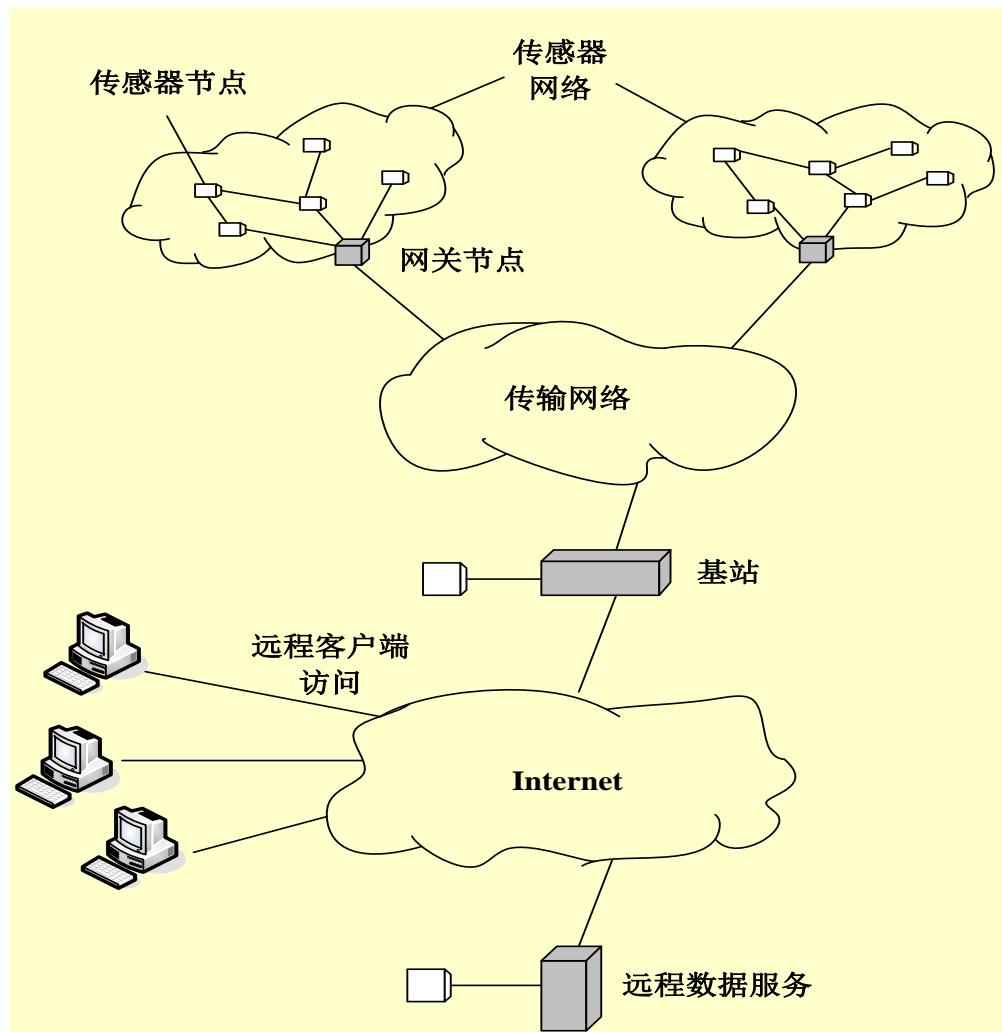 传感器
网络
传感器节点
网关节点
传输网络
基站
远程客户端
访问
Internet
远程数据服务